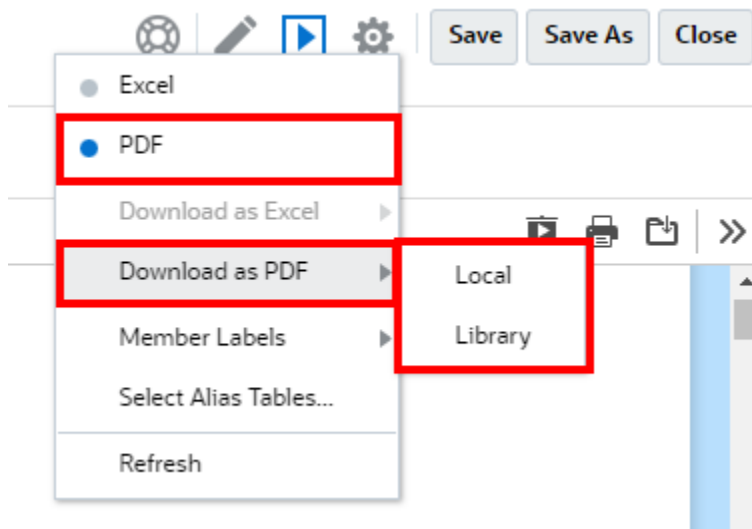 Save Save As Close
Excel
PDF
Download as Excel
Download as PDF
Local
Member Labels
Library
Select Alias Tables...
Refresh